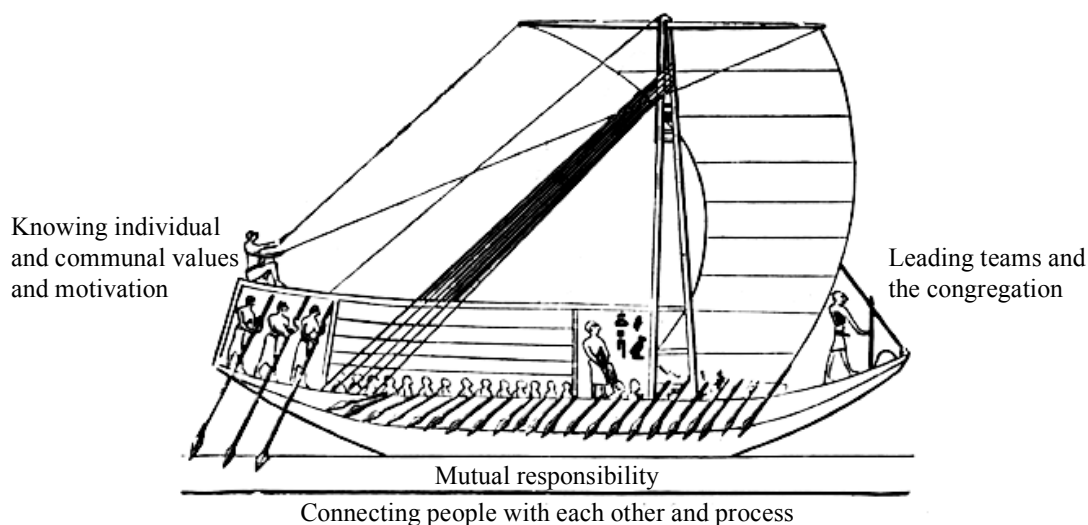 Knowing individual
and communal values
and motivation
Leading teams and
the congregation
Mutual responsibility
Connecting people with each other and process